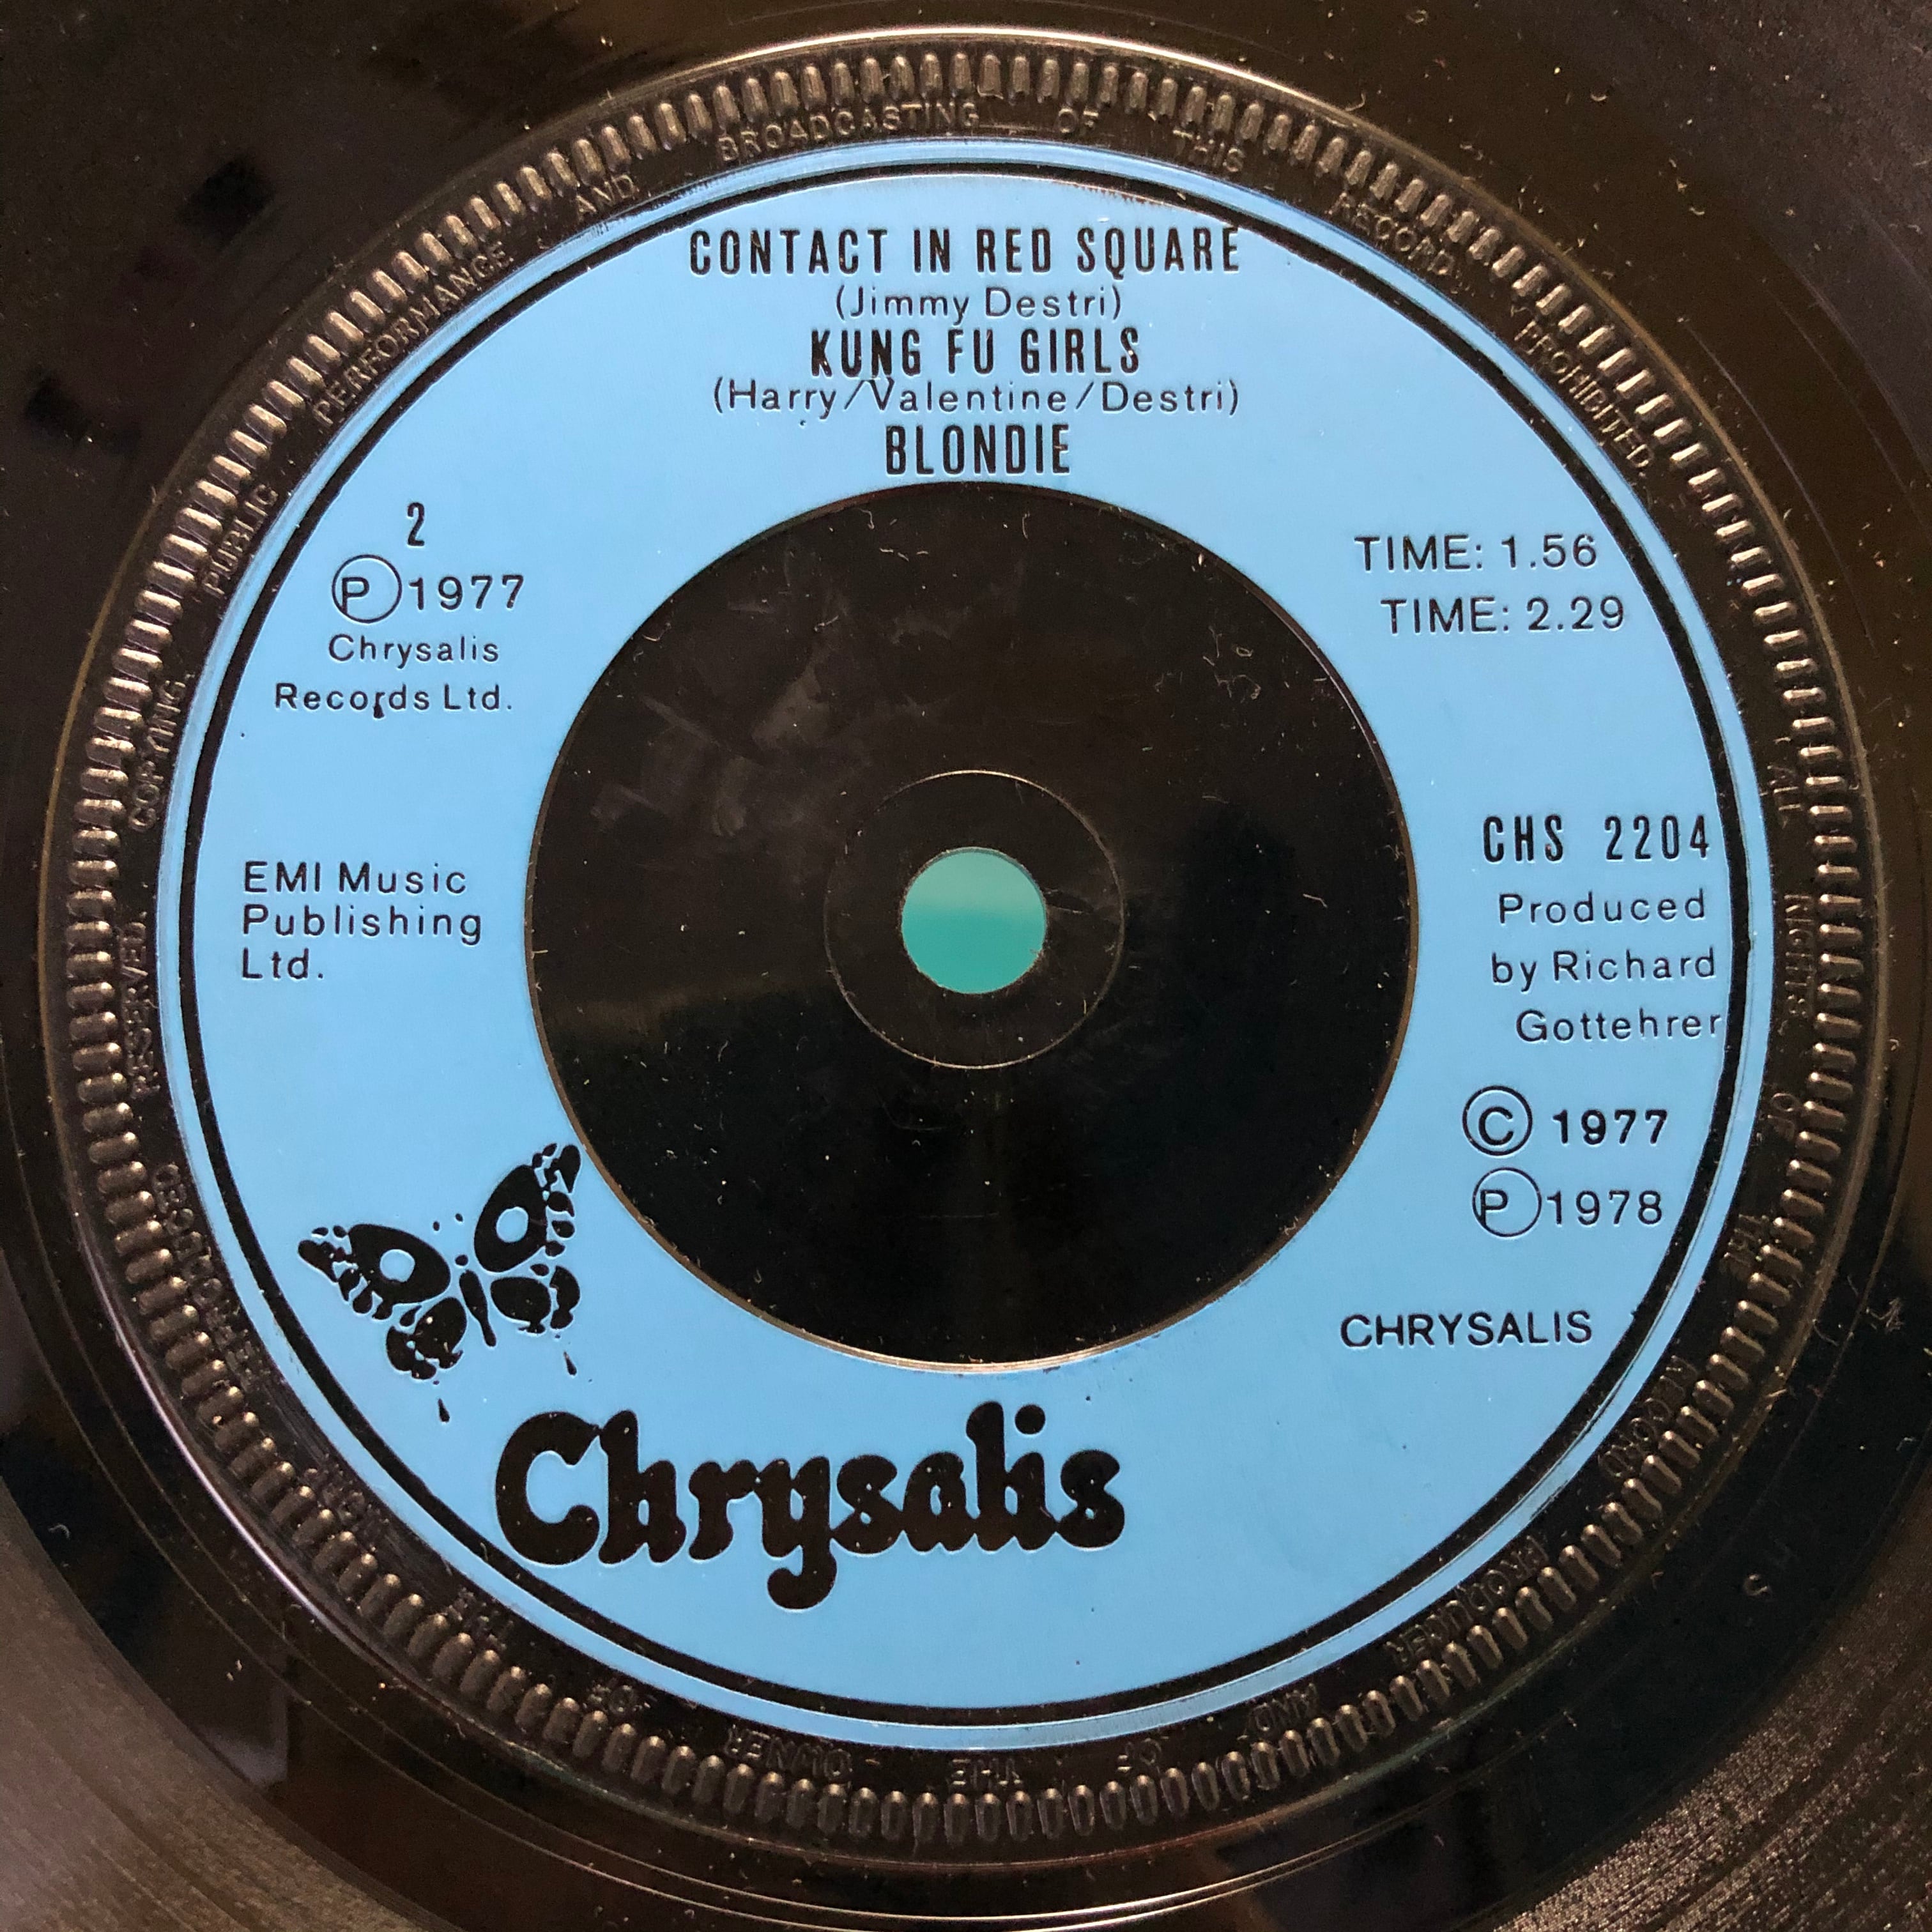 CONTACT IN RED SQUARE
(Jimmy Destri)
KUNG FU GIRLS
(Harry/Valentine/Destri)
BLONDIE
2
Ⓟ1977
Chrysalis
Records Ltd.
TIME: 1.56
TIME: 2.29
EMI Music
Publishing
Ltd.
CHS 2204
Produced
by Richard
Gottehrer
© 1977
Ⓟ1978
CHRYSALIS
Chrysalis
ALL RIGHTS OF THE RECORD PRODUCER AND OF THE OWNER OF THE WORK REPRODUCED RESERVED. COPYING, PUBLIC PERFORMANCE AND BROADCASTING OF THIS RECORD PROHIBITED.